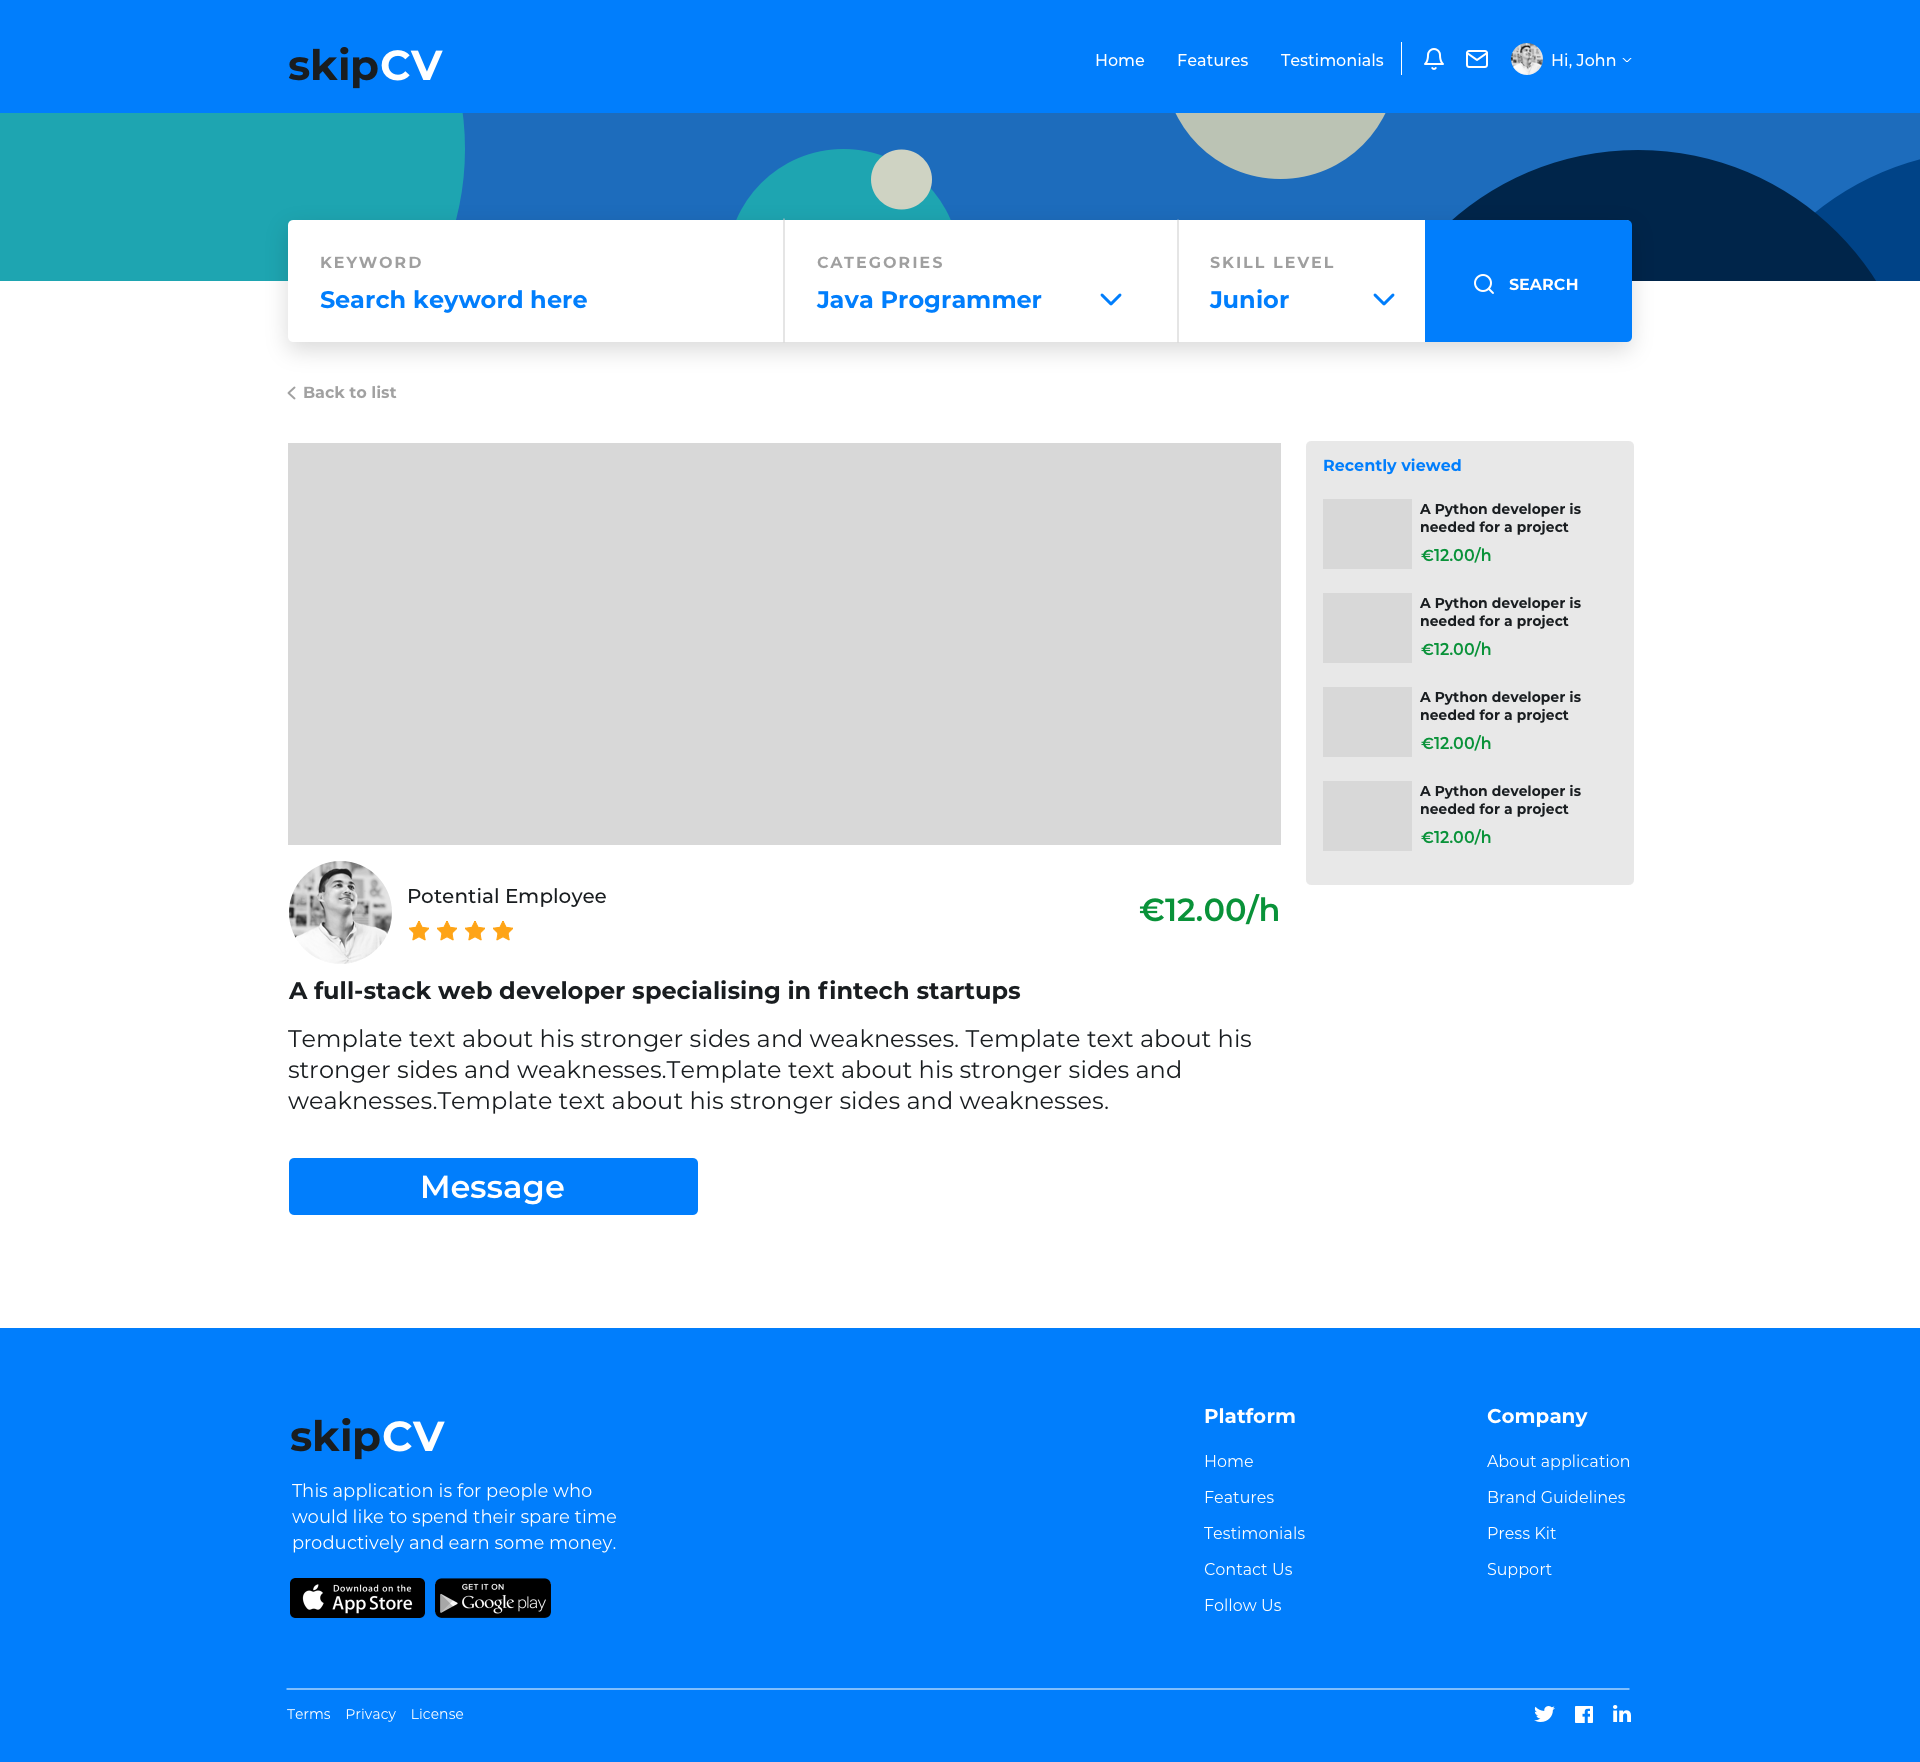 skipCV
Home Features Testimonials Hi, John
KEYWORD
Search keyword here
CATEGORIES
Java Programmer
SKILL LEVEL
Junior
SEARCH
Back to list
Recently viewed
A Python developer is
needed for a project
€12.00/h
A Python developer is
needed for a project
€12.00/h
A Python developer is
needed for a project
€12.00/h
A Python developer is
needed for a project
€12.00/h
Potential Employee
€12.00/h
A full-stack web developer specialising in fintech startups
Template text about his stronger sides and weaknesses. Template text about his
stronger sides and weaknesses.Template text about his stronger sides and
weaknesses.Template text about his stronger sides and weaknesses.
Message
skipCV
This application is for people who
would like to spend their spare time
productively and earn some money.
Download on the
App Store
GET IT ON
Google play
Platform
Home
Features
Testimonials
Contact Us
Follow Us
Company
About application
Brand Guidelines
Press Kit
Support
Terms Privacy License